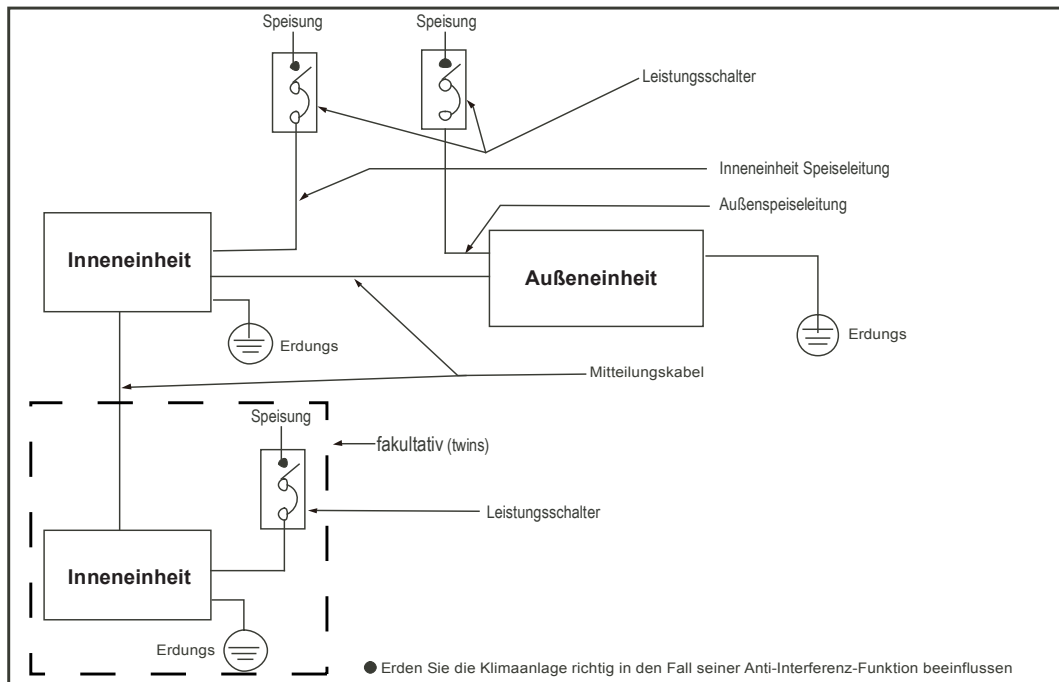 Speisung
Speisung
Leistungsschalter
Inneneinheit Speiseleitung
Außenspeiseleitung
Inneneinheit
Außeneinheit
Erdungs
Erdungs
Mitteilungskabel
Speisung
fakultativ (twins)
Leistungsschalter
Inneneinheit
Erdungs
● Erden Sie die Klimaanlage richtig in den Fall seiner Anti-Interferenz-Funktion beeinflussen